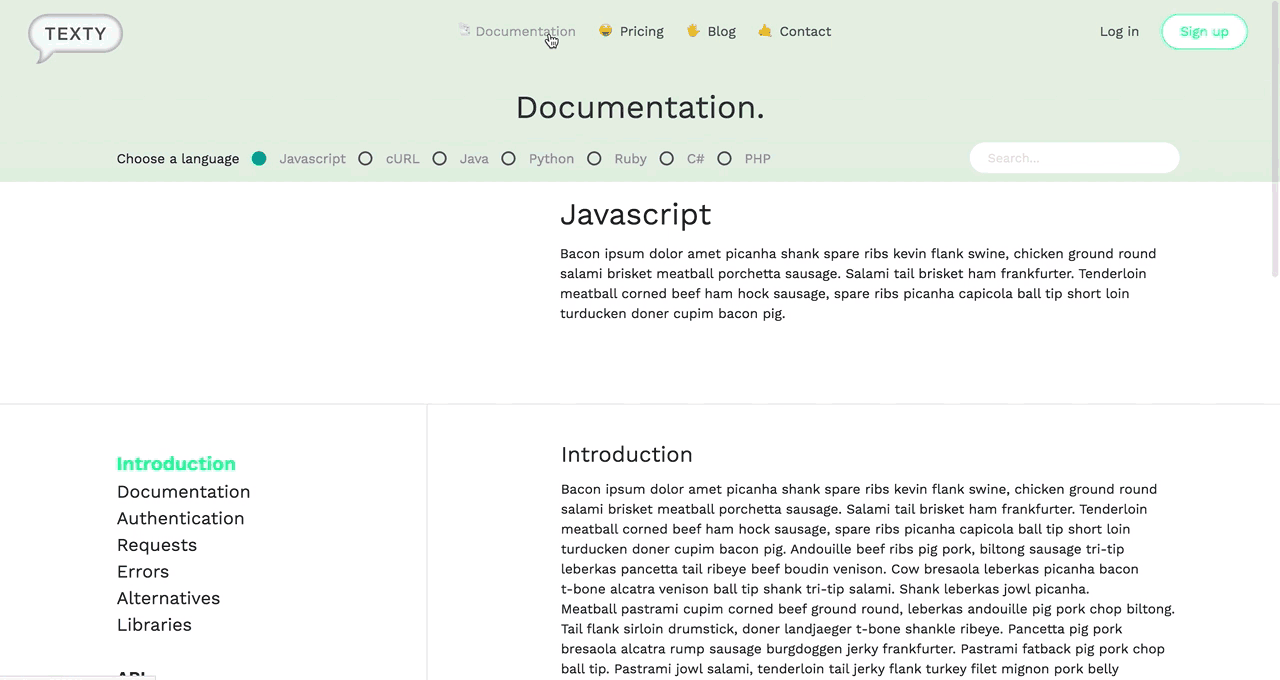 TEXTY
Documentation Pricing Blog Contact Log in Sign up
Documentation.
Choose a language Javascript cURL Java Python Ruby C# PHP Search...
Javascript
Bacon ipsum dolor amet picanha shank spare ribs kevin flank swine, chicken ground round
salami brisket meatball porchetta sausage. Salami tail brisket ham frankfurter. Tenderloin
meatball corned beef ham hock sausage, spare ribs picanha capicola ball tip short loin
turducken doner cupim bacon pig.
Introduction
Documentation
Authentication
Requests
Errors
Alternatives
Libraries
API
Introduction
Bacon ipsum dolor amet picanha shank spare ribs kevin flank swine, chicken ground round
salami brisket meatball porchetta sausage. Salami tail brisket ham frankfurter. Tenderloin
meatball corned beef ham hock sausage, spare ribs picanha capicola ball tip short loin
turducken doner cupim bacon pig. Andouille beef ribs pig pork, biltong sausage tri-tip
leberkas pancetta tail ribeye beef boudin venison. Cow bresaola leberkas picanha bacon
t-bone alcatra venison ball tip shank tri-tip salami. Shank leberkas jowl picanha.
Meatball pastrami cupim corned beef ground round, leberkas andouille pig pork chop biltong.
Tail flank sirloin drumstick, doner landjaeger t-bone shankle ribeye. Pancetta pig pork
bresaola alcatra rump sausage burgdoggen jerky frankfurter. Pastrami fatback pig pork chop
ball tip. Pastrami jowl salami, tenderloin tail jerky flank turkey filet mignon pork belly